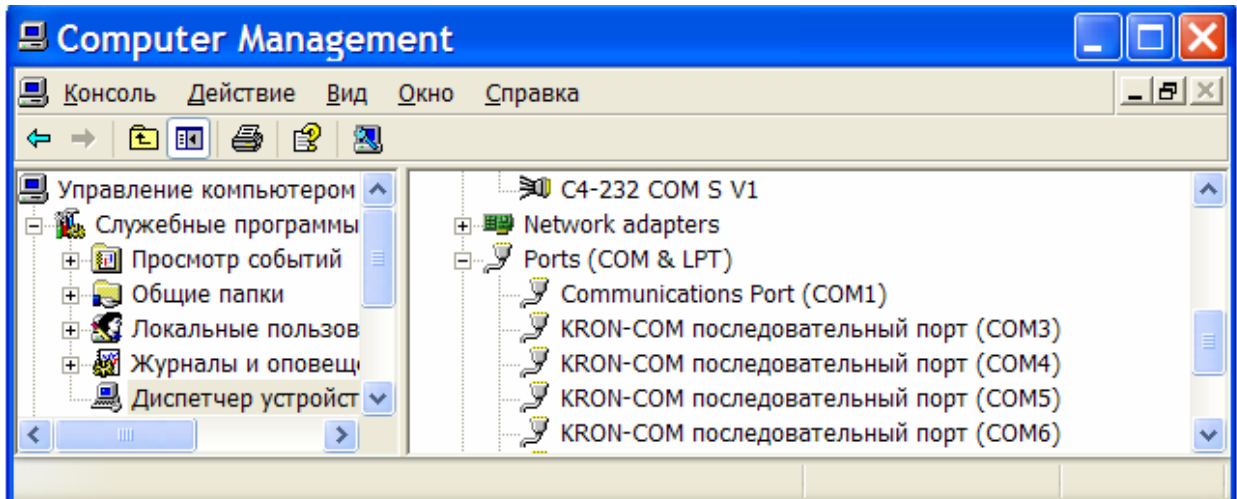 Computer Management
Консоль Действие Вид Окно Справка
Управление компьютером
Служебные программы
Просмотр событий
Общие папки
Локальные пользов
Журналы и оповещ
Диспетчер устройст
C4-232 COM S V1
Network adapters
Ports (COM & LPT)
Communications Port (COM1)
KRON-COM последовательный порт (COM3)
KRON-COM последовательный порт (COM4)
KRON-COM последовательный порт (COM5)
KRON-COM последовательный порт (COM6)